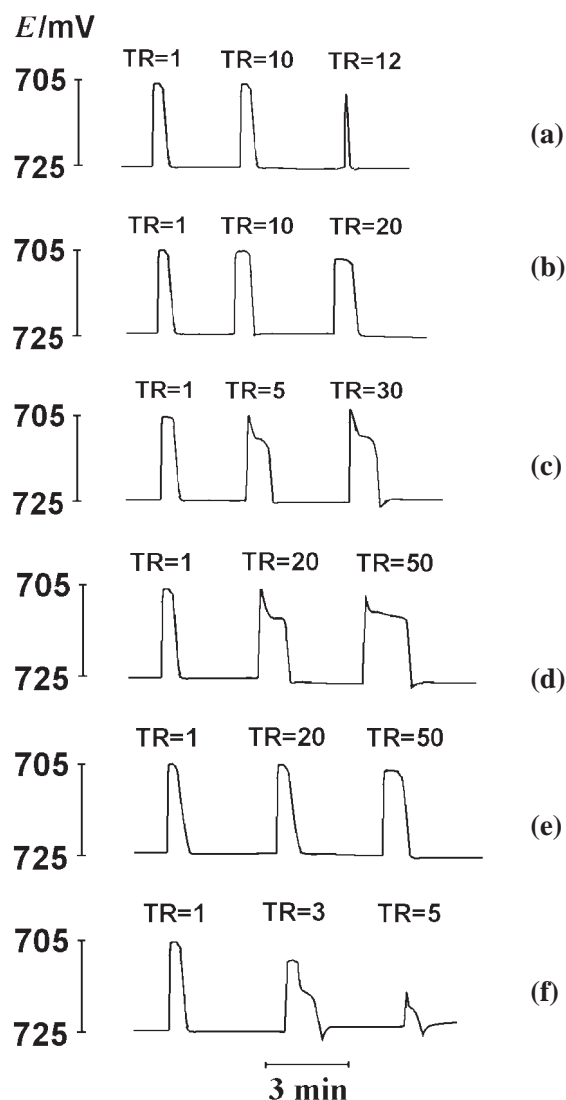 E/mV
TR=1 TR=10 TR=12
705
725
(a)
TR=1 TR=10 TR=20
705
725
(b)
TR=1 TR=5 TR=30
705
725
(c)
TR=1 TR=20 TR=50
705
725
(d)
TR=1 TR=20 TR=50
705
725
(e)
TR=1 TR=3 TR=5
705
725
(f)
3 min